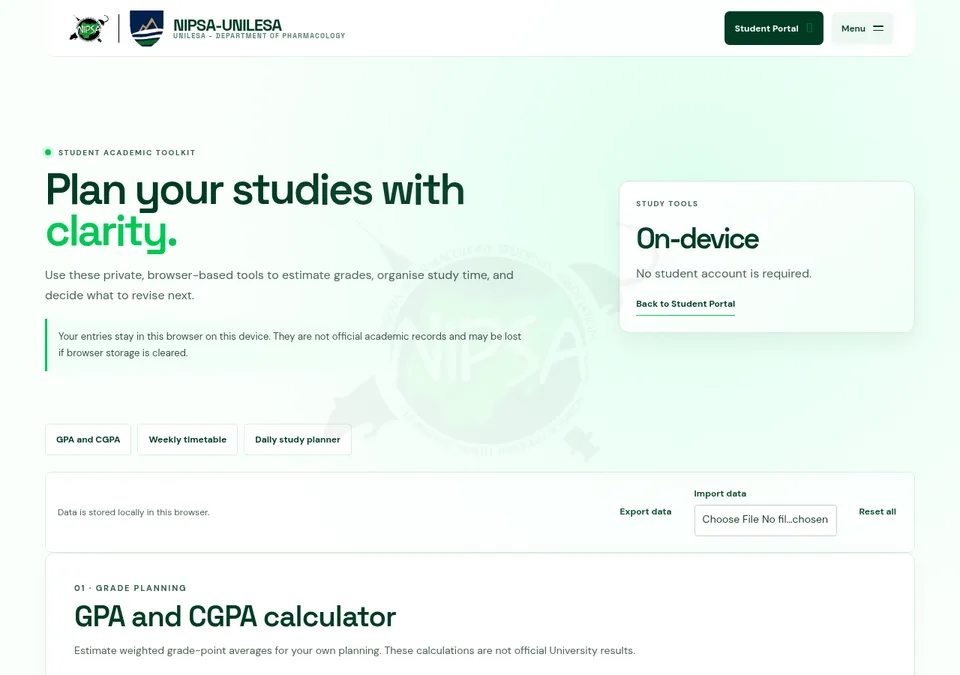 NIPSA
NIPSA-UNILESA
UNILESA - DEPARTMENT OF PHARMACOLOGY
Student Portal
Menu
STUDENT ACADEMIC TOOLKIT
Plan your studies with
clarity.
Use these private, browser-based tools to estimate grades, organise study time, and
decide what to revise next.
Your entries stay in this browser on this device. They are not official academic records and may be lost
if browser storage is cleared.
STUDY TOOLS
On-device
No student account is required.
Back to Student Portal
NIPSA
GPA and CGPA
Weekly timetable
Daily study planner
Data is stored locally in this browser.
Export data
Import data
Choose File No fil...chosen
Reset all
01 · GRADE PLANNING
GPA and CGPA calculator
Estimate weighted grade-point averages for your own planning. These calculations are not official University results.